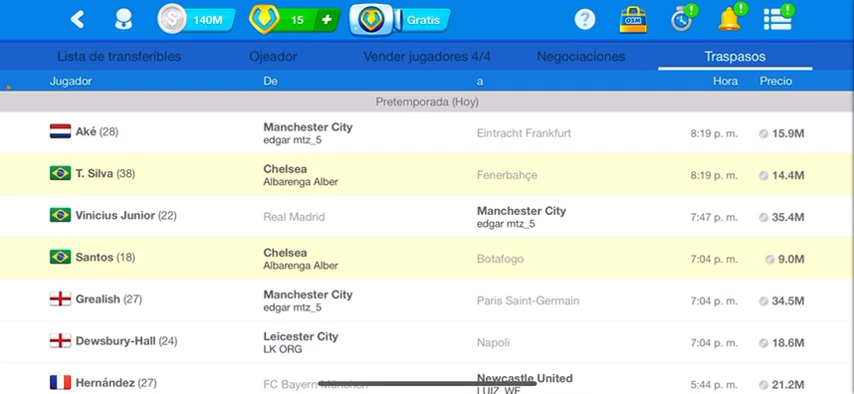 140M 15 + Gratis ? OSM ! ! !
Lista de transferibles Ojeador Vender jugadores 4/4 Negociaciones Traspasos
Jugador De a Hora Precio
Pretemporada (Hoy)
Aké (28) Manchester City Eintracht Frankfurt 8:19 p. m. 15.9M
edgar mtz_5
T. Silva (38) Chelsea Fenerbahçe 8:19 p. m. 14.4M
Albarenga Alber
Vinicius Junior (22) Real Madrid Manchester City 7:47 p. m. 35.4M
edgar mtz_5
Santos (18) Chelsea Botafogo 7:04 p. m. 9.0M
Albarenga Alber
Grealish (27) Manchester City Paris Saint-Germain 7:04 p. m. 34.5M
edgar mtz_5
Dewsbury-Hall (24) Leicester City Napoli 7:04 p. m. 18.6M
LK ORG
Hernández (27) FC Bayern München Newcastle United 5:44 p. m. 21.2M
LUIZ_WF